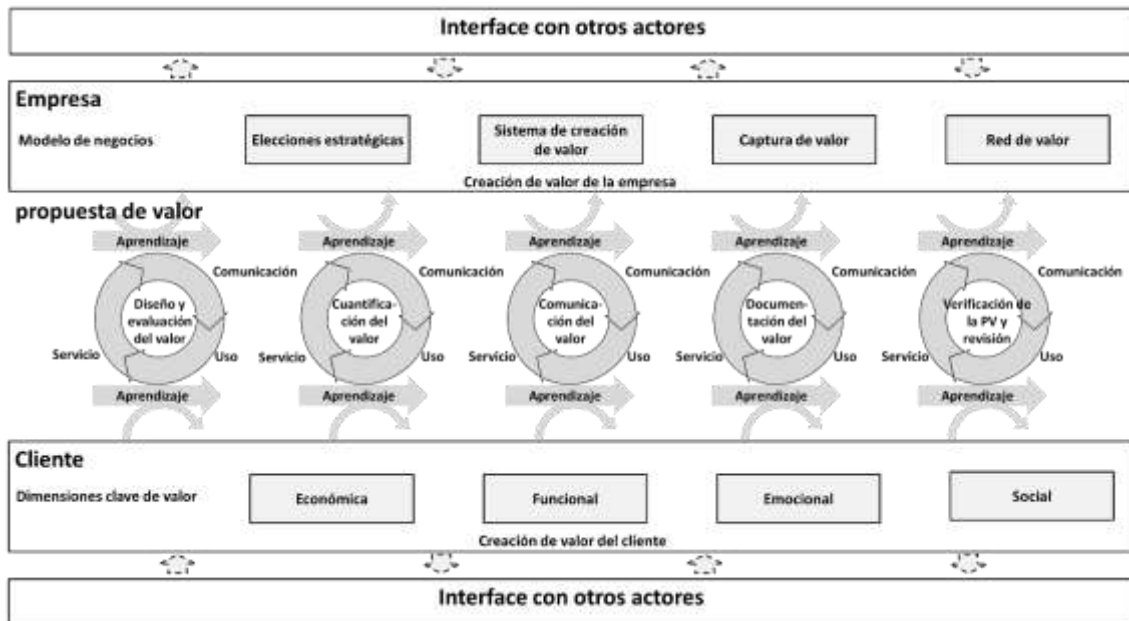 Interface con otros actores
Empresa
Modelo de negocios
Elecciones estratégicas
Sistema de creación
de valor
Captura de valor
Red de valor
Creación de valor de la empresa
propuesta de valor
Aprendizaje
Aprendizaje
Aprendizaje
Aprendizaje
Aprendizaje
Comunicación
Comunicación
Comunicación
Comunicación
Comunicación
Diseño y
evaluación
del valor
Cuantifica-
ción del
valor
Comunica-
ción del
valor
Documen-
tación del
valor
Verificación de
la PV y
revisión
Servicio
Uso
Servicio
Uso
Servicio
Uso
Servicio
Uso
Servicio
Uso
Aprendizaje
Aprendizaje
Aprendizaje
Aprendizaje
Aprendizaje
Cliente
Dimensiones clave de valor
Económica
Funcional
Emocional
Social
Creación de valor del cliente
Interface con otros actores